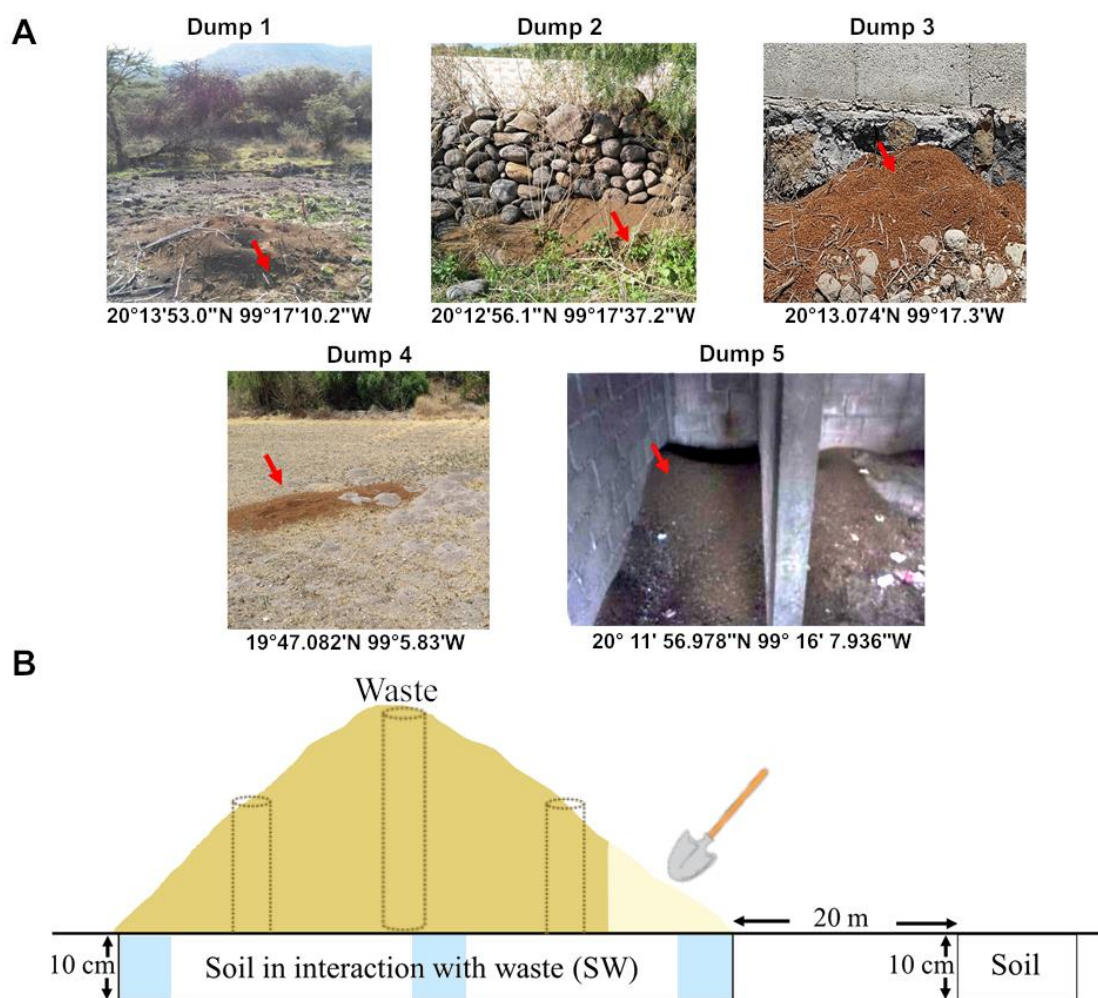 A
Dump 1
Dump 2
Dump 3
20°13'53.0"N 99°17'10.2"W
20°12'56.1"N 99°17'37.2"W
20°13.074'N 99°17.3'W
Dump 4
Dump 5
19°47.082'N 99°5.83'W
20° 11' 56.978"N 99° 16' 7.936"W
B
Waste
20 m
10 cm
Soil in interaction with waste (SW)
10 cm
Soil